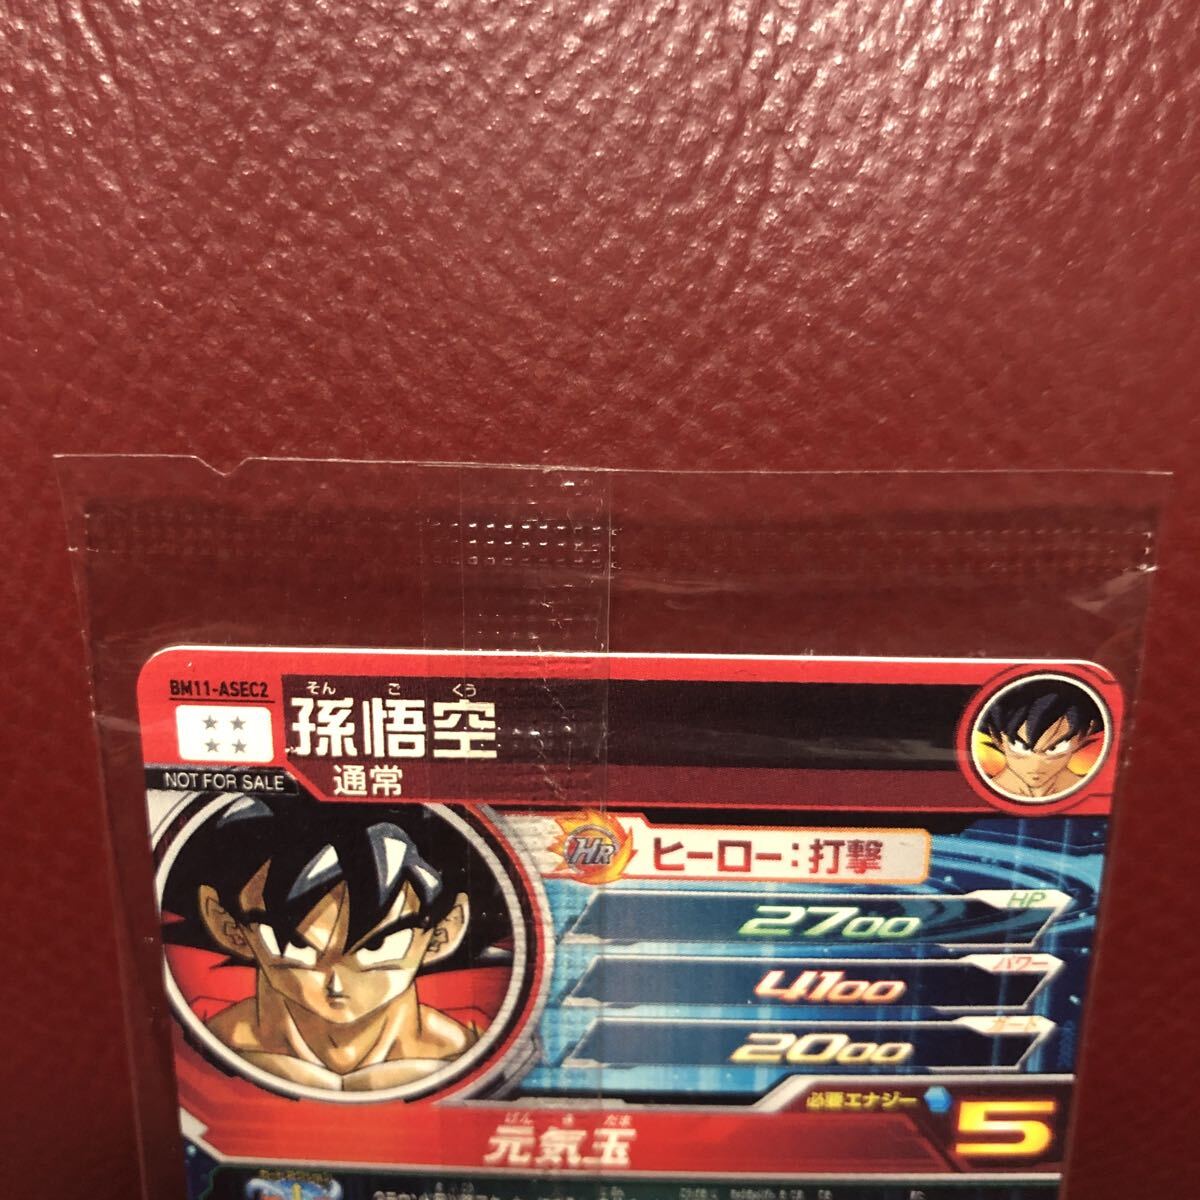 BM11-ASEC2
そん ご くう
孫悟空
NOT FOR SALE
通常
HR
ヒーロー:打撃
HP
2700
パワー
4100
ガード
2000
必要エナジー
5
げん き だま
元気玉